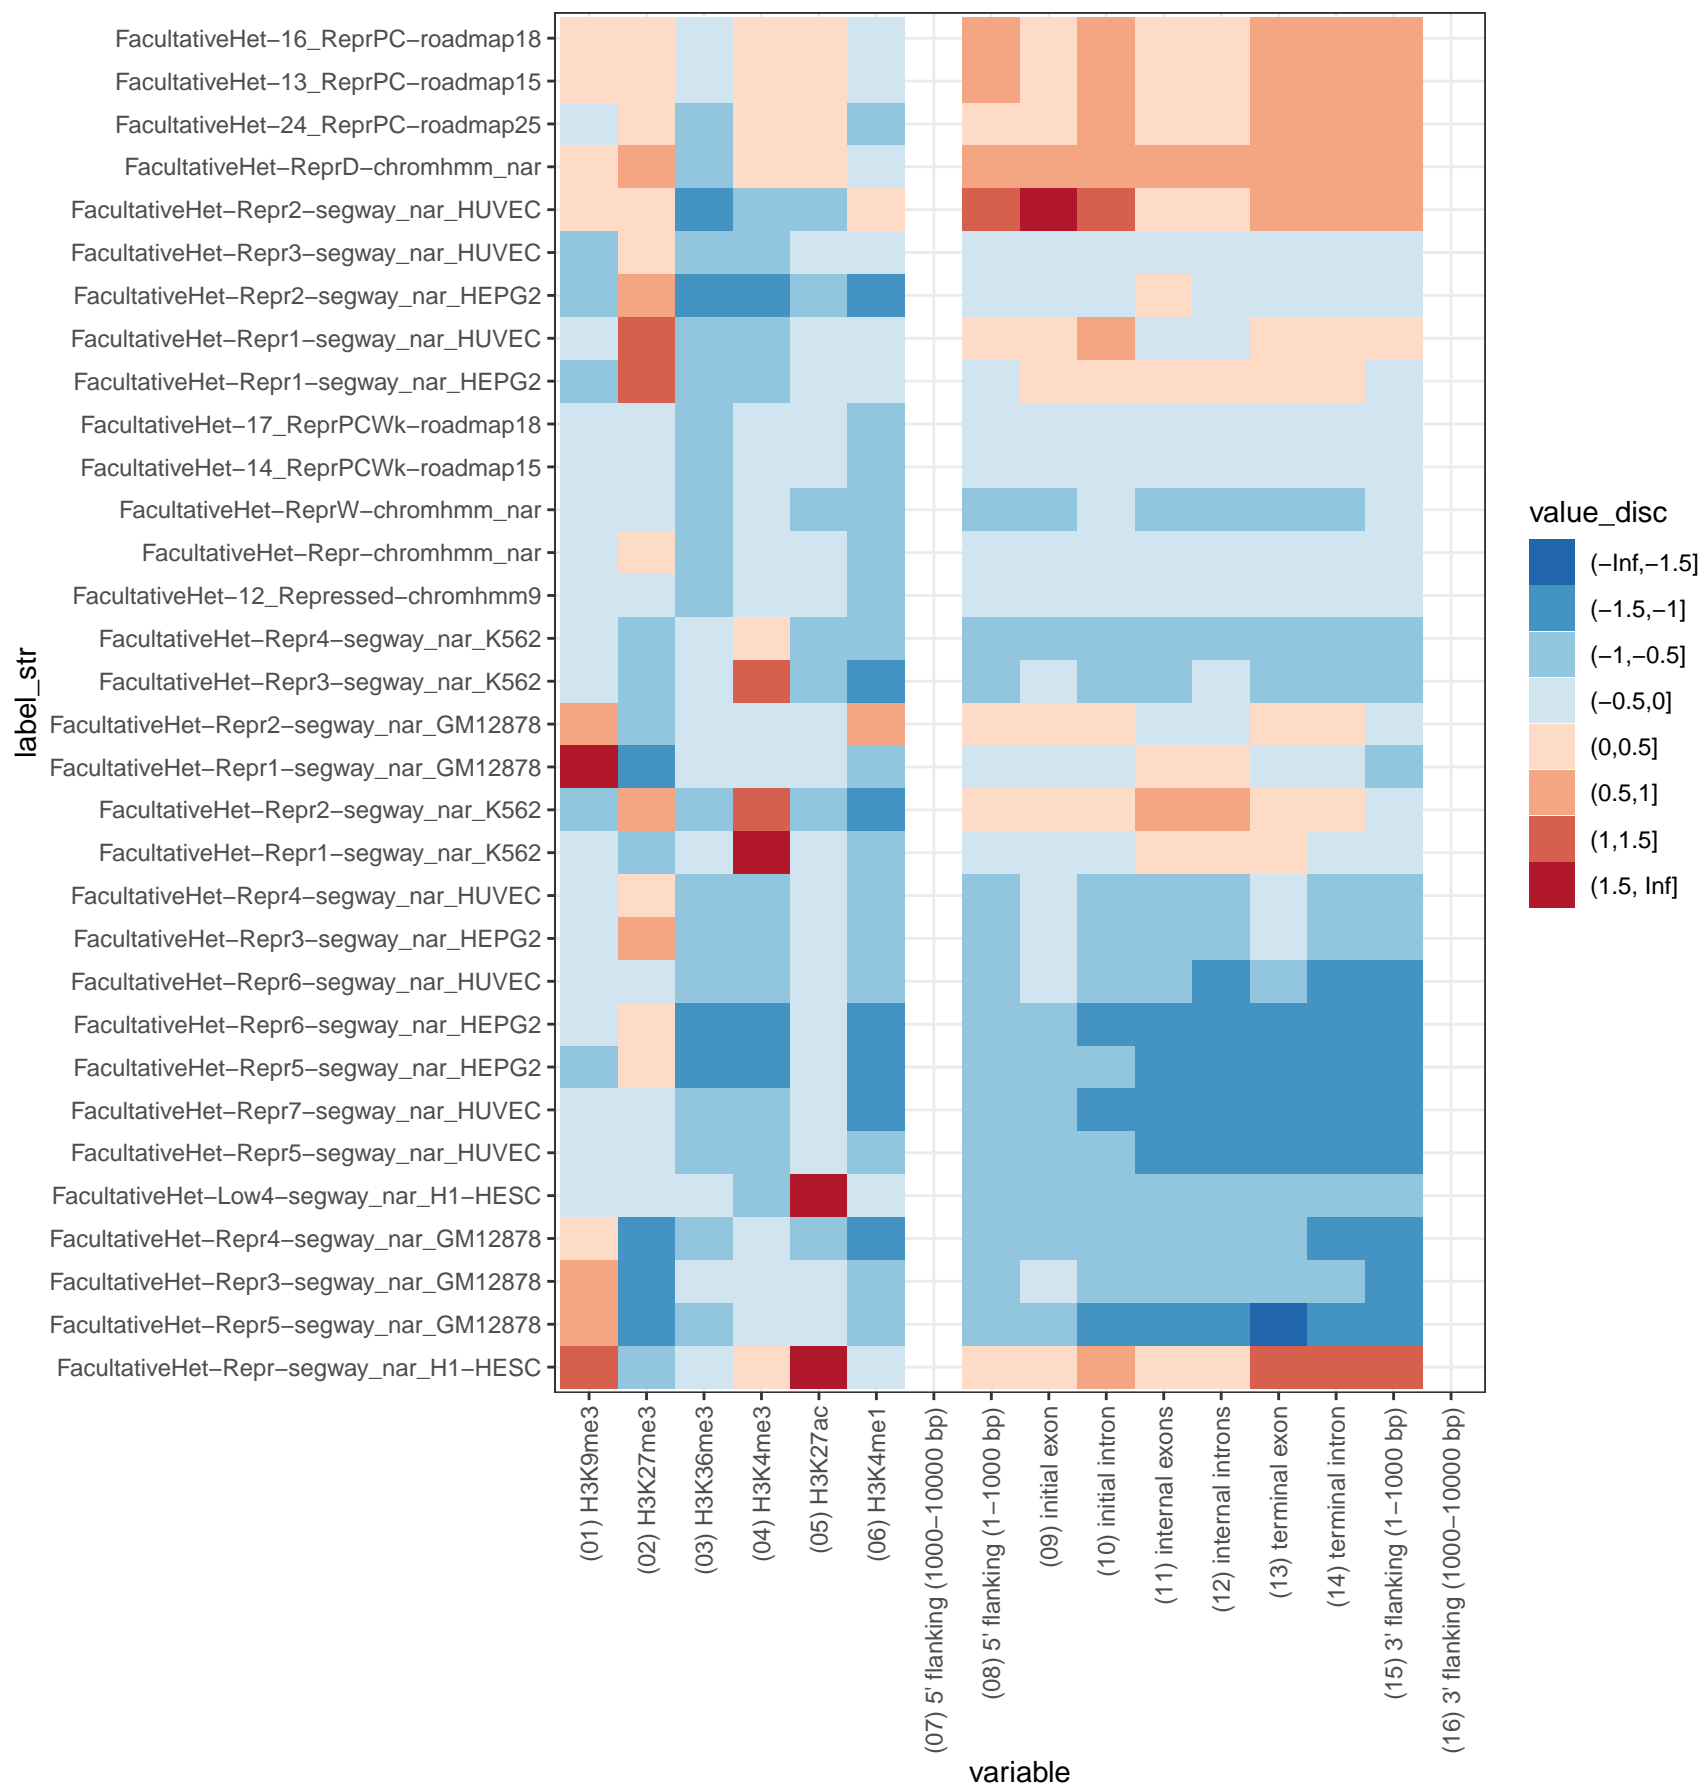 FacultativeHet−16_ReprPC−roadmap18
FacultativeHet−13_ReprPC−roadmap15
FacultativeHet−24_ReprPC−roadmap25
FacultativeHet−ReprD−chromhmm_nar
FacultativeHet−Repr2−segway_nar_HUVEC
FacultativeHet−Repr3−segway_nar_HUVEC
FacultativeHet−Repr2−segway_nar_HEPG2
FacultativeHet−Repr1−segway_nar_HUVEC
FacultativeHet−Repr1−segway_nar_HEPG2
FacultativeHet−17_ReprPCWk−roadmap18
FacultativeHet−14_ReprPCWk−roadmap15
FacultativeHet−ReprW−chromhmm_nar
FacultativeHet−Repr−chromhmm_nar
FacultativeHet−12_Repressed−chromhmm9
FacultativeHet−Repr4−segway_nar_K562
FacultativeHet−Repr3−segway_nar_K562
FacultativeHet−Repr2−segway_nar_GM12878
FacultativeHet−Repr1−segway_nar_GM12878
FacultativeHet−Repr2−segway_nar_K562
FacultativeHet−Repr1−segway_nar_K562
FacultativeHet−Repr4−segway_nar_HUVEC
FacultativeHet−Repr3−segway_nar_HEPG2
FacultativeHet−Repr6−segway_nar_HUVEC
FacultativeHet−Repr6−segway_nar_HEPG2
FacultativeHet−Repr5−segway_nar_HEPG2
FacultativeHet−Repr7−segway_nar_HUVEC
FacultativeHet−Repr5−segway_nar_HUVEC
FacultativeHet−Low4−segway_nar_H1−HESC
FacultativeHet−Repr4−segway_nar_GM12878
FacultativeHet−Repr3−segway_nar_GM12878
FacultativeHet−Repr5−segway_nar_GM12878
FacultativeHet−Repr−segway_nar_H1−HESC
label_str
(01) H3K9me3
(02) H3K27me3
(03) H3K36me3
(04) H3K4me3
(05) H3K27ac
(06) H3K4me1
(07) 5' flanking (1000−10000 bp)
(08) 5' flanking (1−1000 bp)
(09) initial exon
(10) initial intron
(11) internal exons
(12) internal introns
(13) terminal exon
(14) terminal intron
(15) 3' flanking (1−1000 bp)
(16) 3' flanking (1000−10000 bp)
variable
value_disc
(−Inf,−1.5]
(−1.5,−1]
(−1,−0.5]
(−0.5,0]
(0,0.5]
(0.5,1]
(1,1.5]
(1.5, Inf]